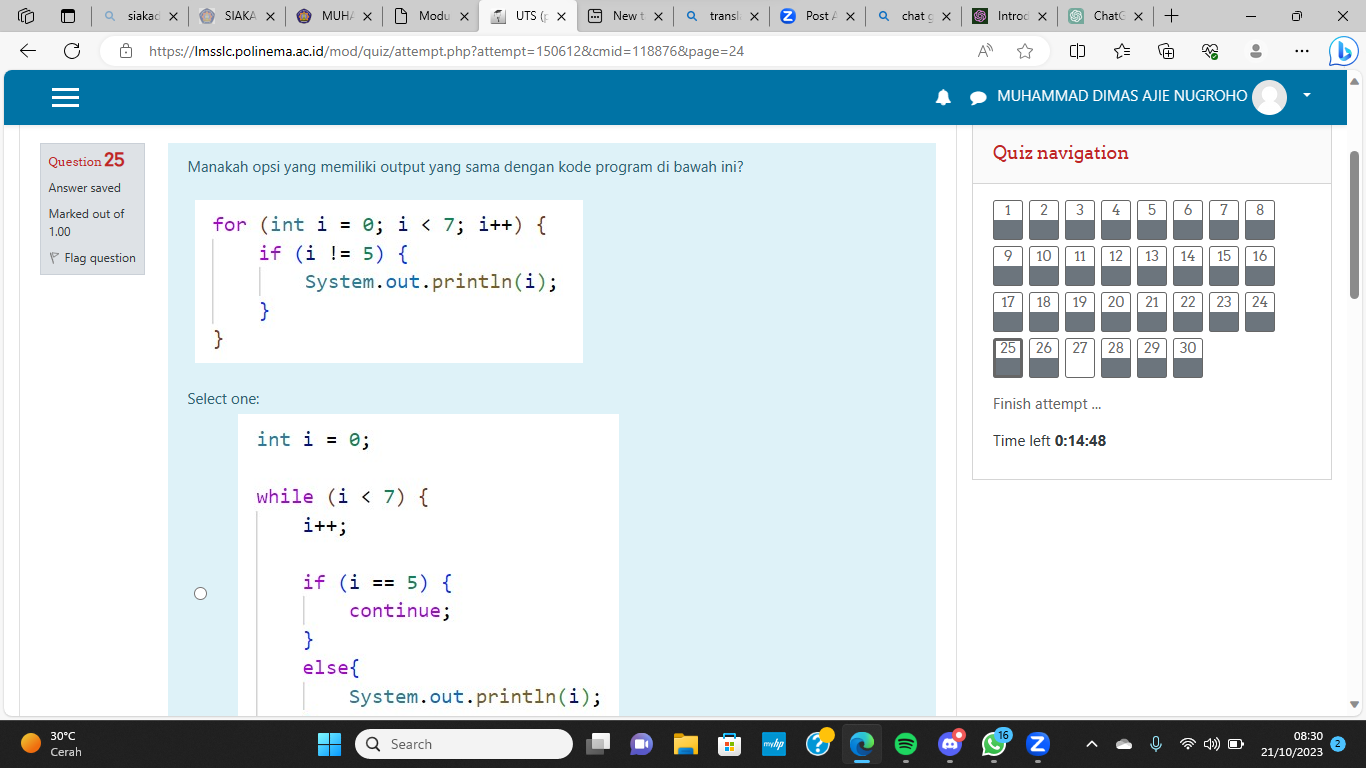 siakad
SIAKA
MUHA
Modu
UTS (p
New t
transl
Post A
chat g
Introd
ChatG
https://lmsslc.polinema.ac.id/mod/quiz/attempt.php?attempt=150612&cmid=118876&page=24
MUHAMMAD DIMAS AJIE NUGROHO
Question 25
Answer saved
Marked out of
1.00
Flag question
Manakah opsi yang memiliki output yang sama dengan kode program di bawah ini?
for (int i = 0; i < 7; i++) {
if (i != 5) {
System.out.println(i);
}
}
Select one:
int i = 0;
while (i < 7) {
i++;
if (i == 5) {
continue;
}
else{
System.out.println(i);
Quiz navigation
1 2 3 4 5 6 7 8
9 10 11 12 13 14 15 16
17 18 19 20 21 22 23 24
25 26 27 28 29 30
Finish attempt ...
Time left 0:14:48
30°C
Cerah
Search
myhp
16
08:30
21/10/2023
2